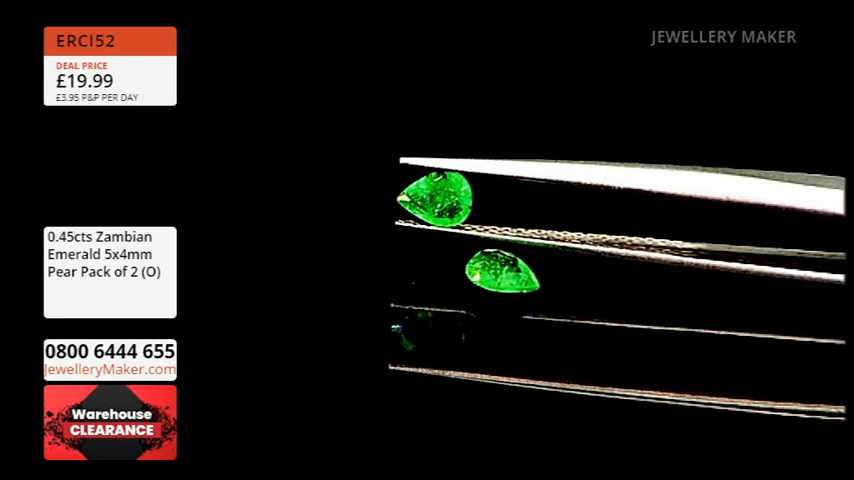 ERCI52
DEAL PRICE
£19.99
£3.95 P&P PER DAY
JEWELLERY MAKER
0.45cts Zambian
Emerald 5x4mm
Pear Pack of 2 (O)
0800 6444 655
JewelleryMaker.com
Warehouse
CLEARANCE